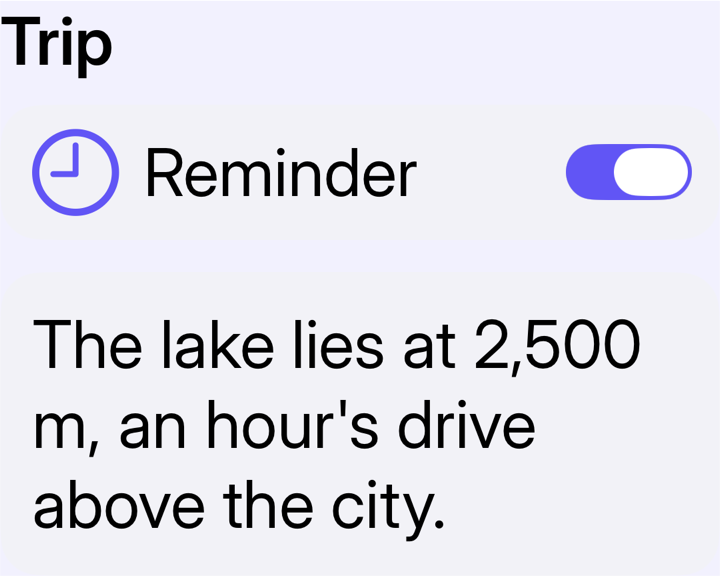 Trip
Reminder
The lake lies at 2,500
m, an hour's drive
above the city.